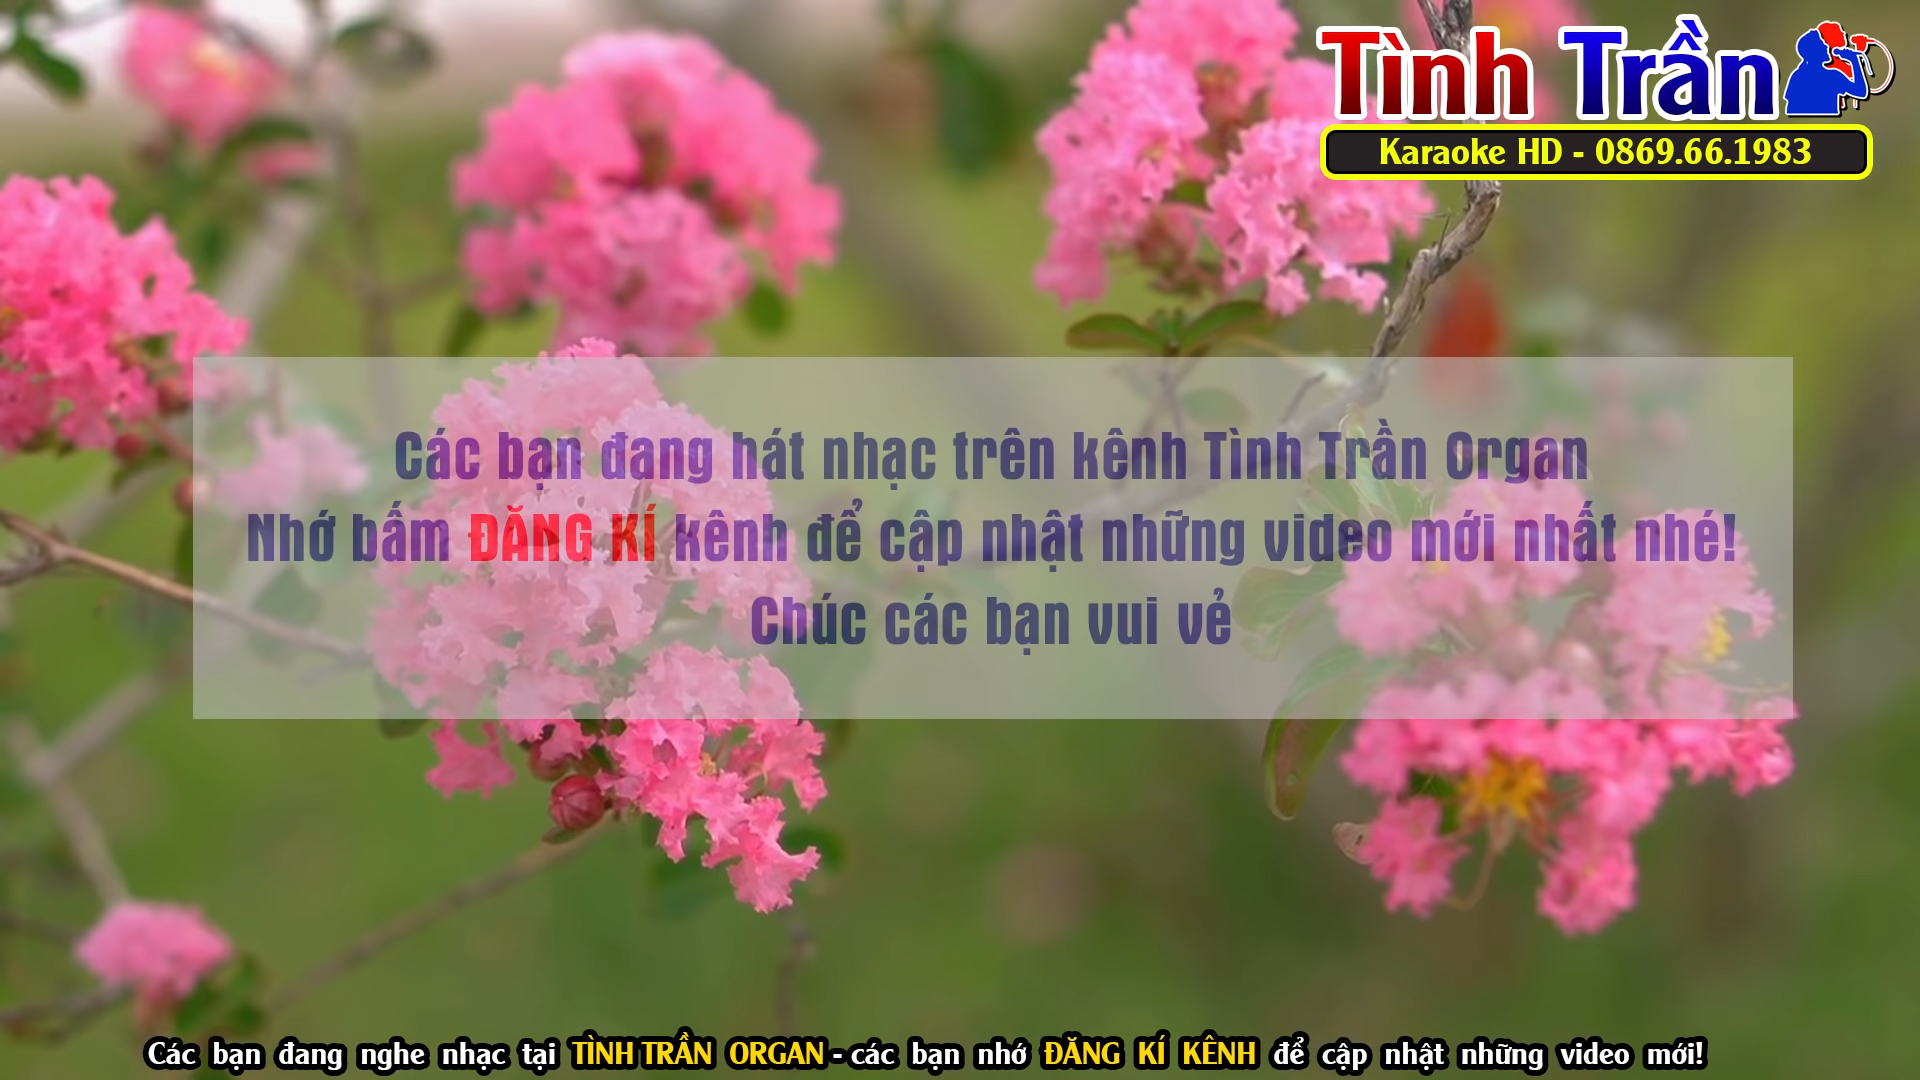 Tình Trần
Karaoke HD - 0869.66.1983
Các bạn đang hát nhạc trên kênh Tình Trần Organ
Nhớ bấm ĐĂNG KÍ kênh để cập nhật những video mới nhất nhé!
Chúc các bạn vui vẻ
Các bạn đang nghe nhạc tại TÌNH TRẦN ORGAN - các bạn nhớ ĐĂNG KÍ KÊNH để cập nhật những video mới!